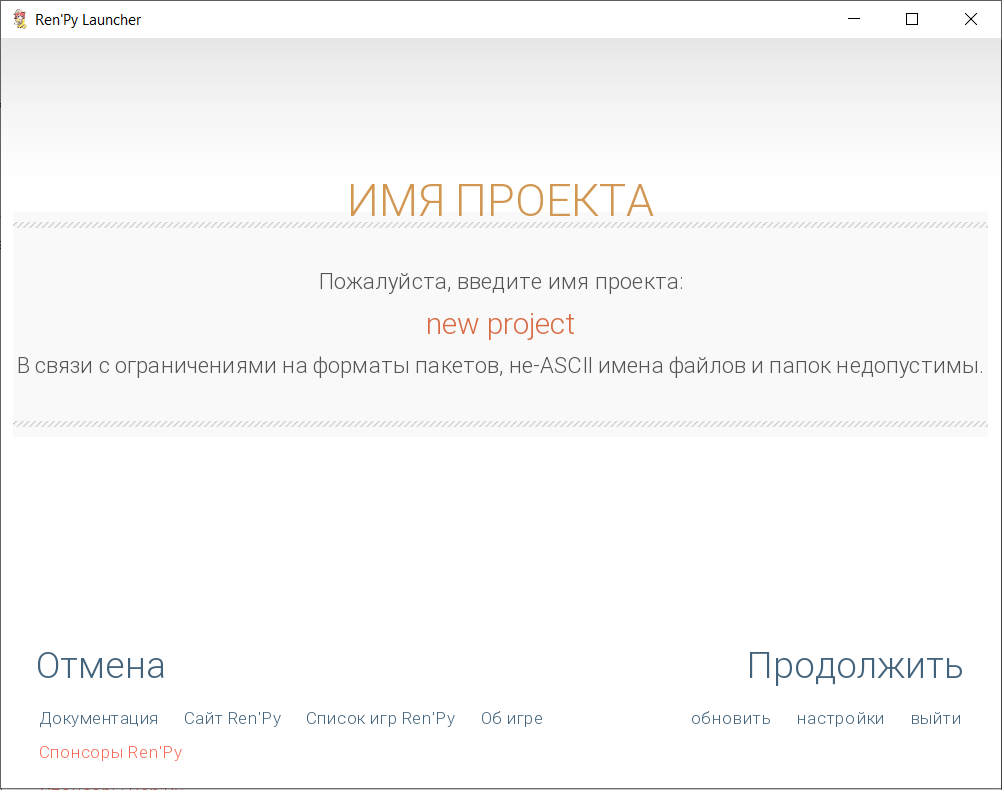 Ren'Py Launcher
ИМЯ ПРОЕКТА
Пожалуйста, введите имя проекта:
new project
В связи с ограничениями на форматы пакетов, не-ASCII имена файлов и папок недопустимы.
Отмена Продолжить
Документация Сайт Ren'Py Список игр Ren'Py Об игре обновить настройки выйти
Спонсоры Ren'Py